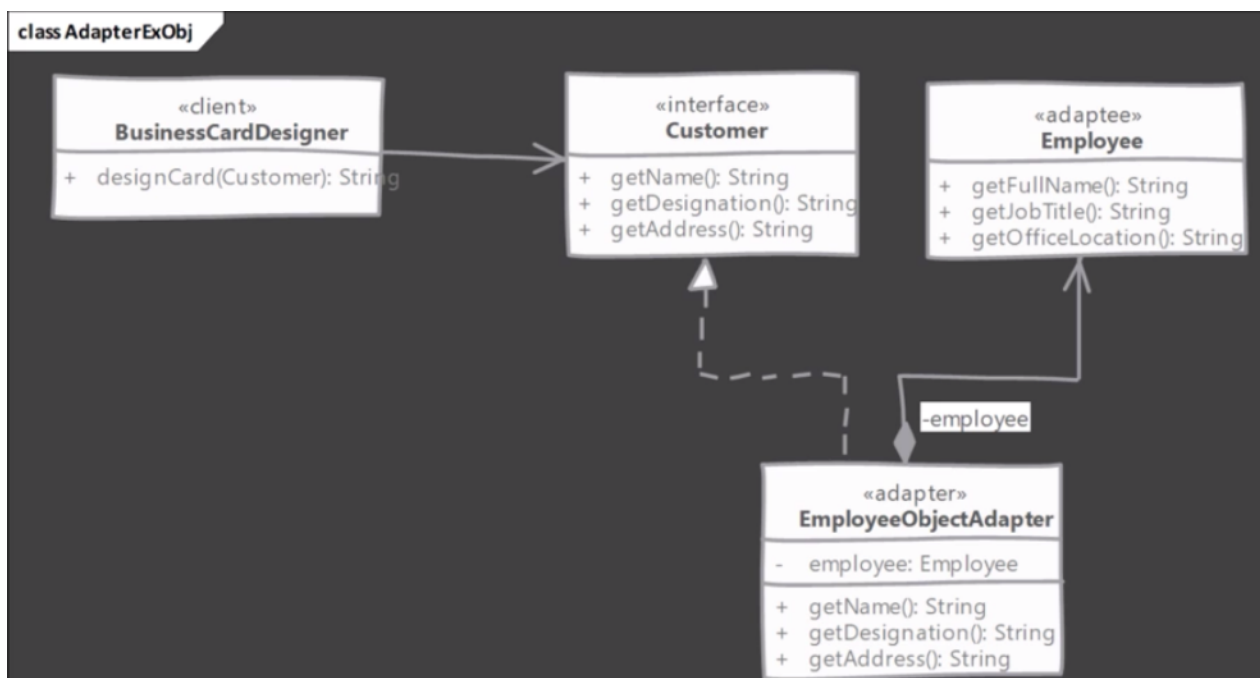 class AdapterExObj
«client»
BusinessCardDesigner
+ designCard(Customer): String
«interface»
Customer
+ getName(): String
+ getDesignation(): String
+ getAddress(): String
«adaptee»
Employee
+ getFullName(): String
+ getJobTitle(): String
+ getOfficeLocation(): String
-employee
«adapter»
EmployeeObjectAdapter
- employee: Employee
+ getName(): String
+ getDesignation(): String
+ getAddress(): String